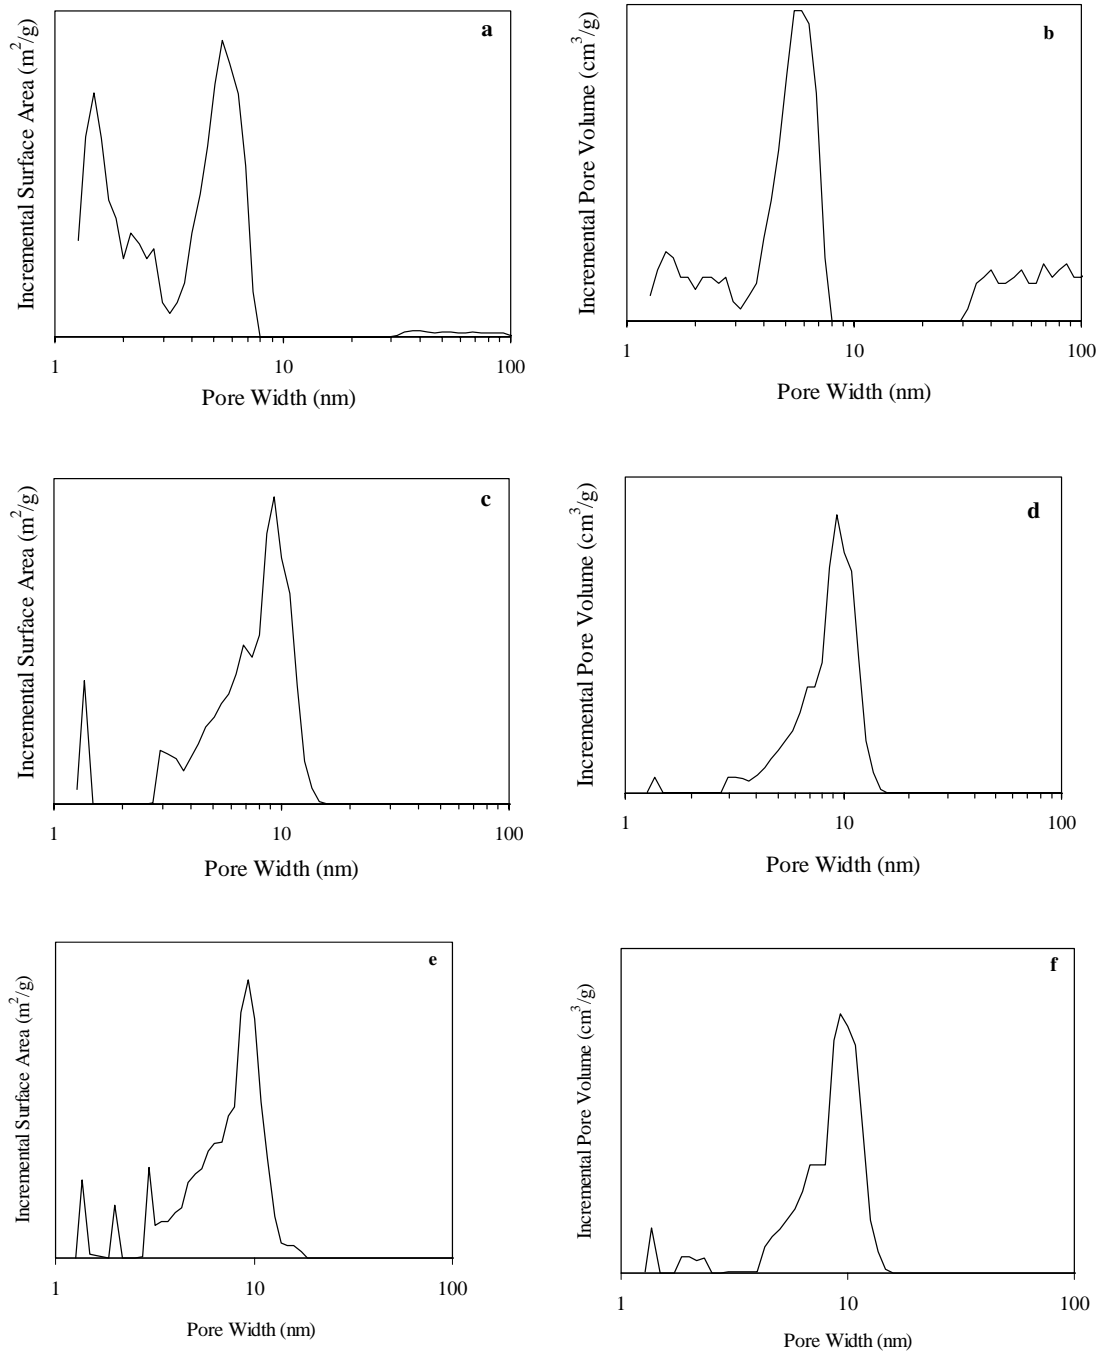 a
Incremental Surface Area (m²/g)
1
10
100
Pore Width (nm)
b
Incremental Pore Volume (cm³/g)
1
10
100
Pore Width (nm)
c
Incremental Surface Area (m²/g)
1
10
100
Pore Width (nm)
d
Incremental Pore Volume (cm³/g)
1
10
100
Pore Width (nm)
e
Incremental Surface Area (m²/g)
1
10
100
Pore Width (nm)
f
Incremental Pore Volume (cm³/g)
1
10
100
Pore Width (nm)